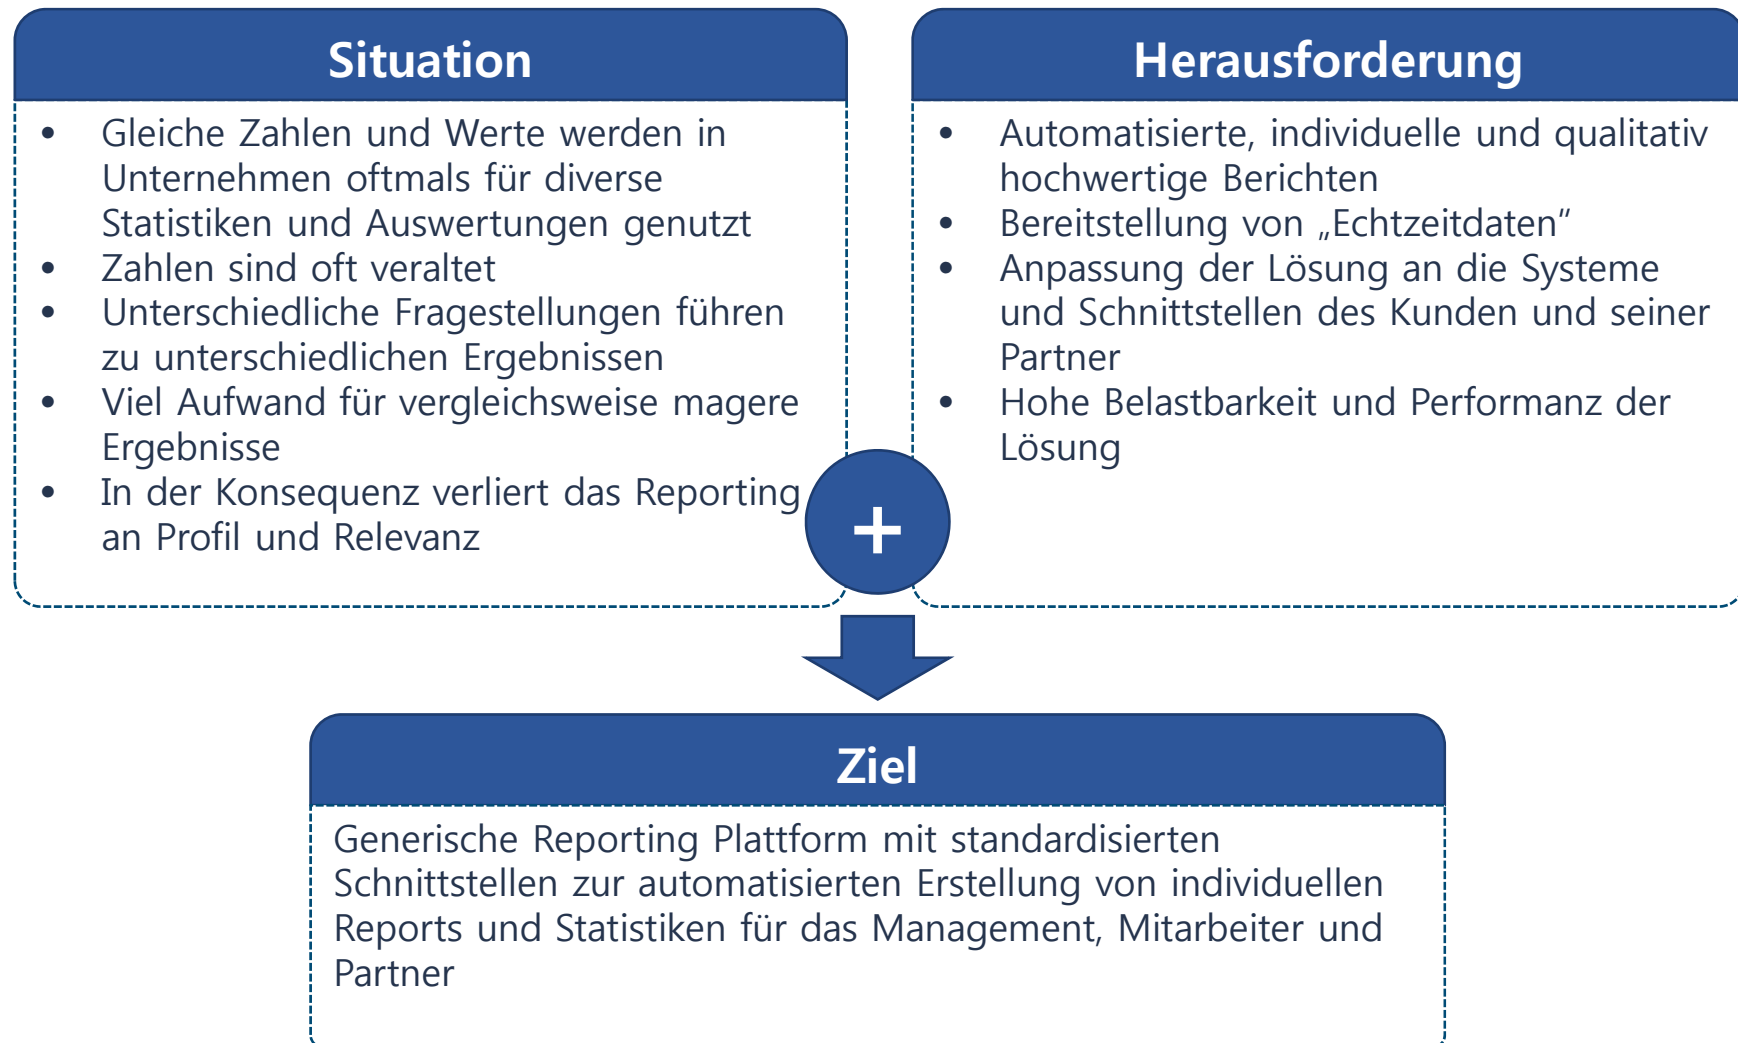 Situation
• Gleiche Zahlen und Werte werden in
Unternehmen oftmals für diverse
Statistiken und Auswertungen genutzt
• Zahlen sind oft veraltet
• Unterschiedliche Fragestellungen führen
zu unterschiedlichen Ergebnissen
• Viel Aufwand für vergleichsweise magere
Ergebnisse
• In der Konsequenz verliert das Reporting
an Profil und Relevanz
Herausforderung
• Automatisierte, individuelle und qualitativ
hochwertige Berichten
• Bereitstellung von „Echtzeitdaten“
• Anpassung der Lösung an die Systeme
und Schnittstellen des Kunden und seiner
Partner
• Hohe Belastbarkeit und Performanz der
Lösung
+
Ziel
Generische Reporting Plattform mit standardisierten
Schnittstellen zur automatisierten Erstellung von individuellen
Reports und Statistiken für das Management, Mitarbeiter und
Partner